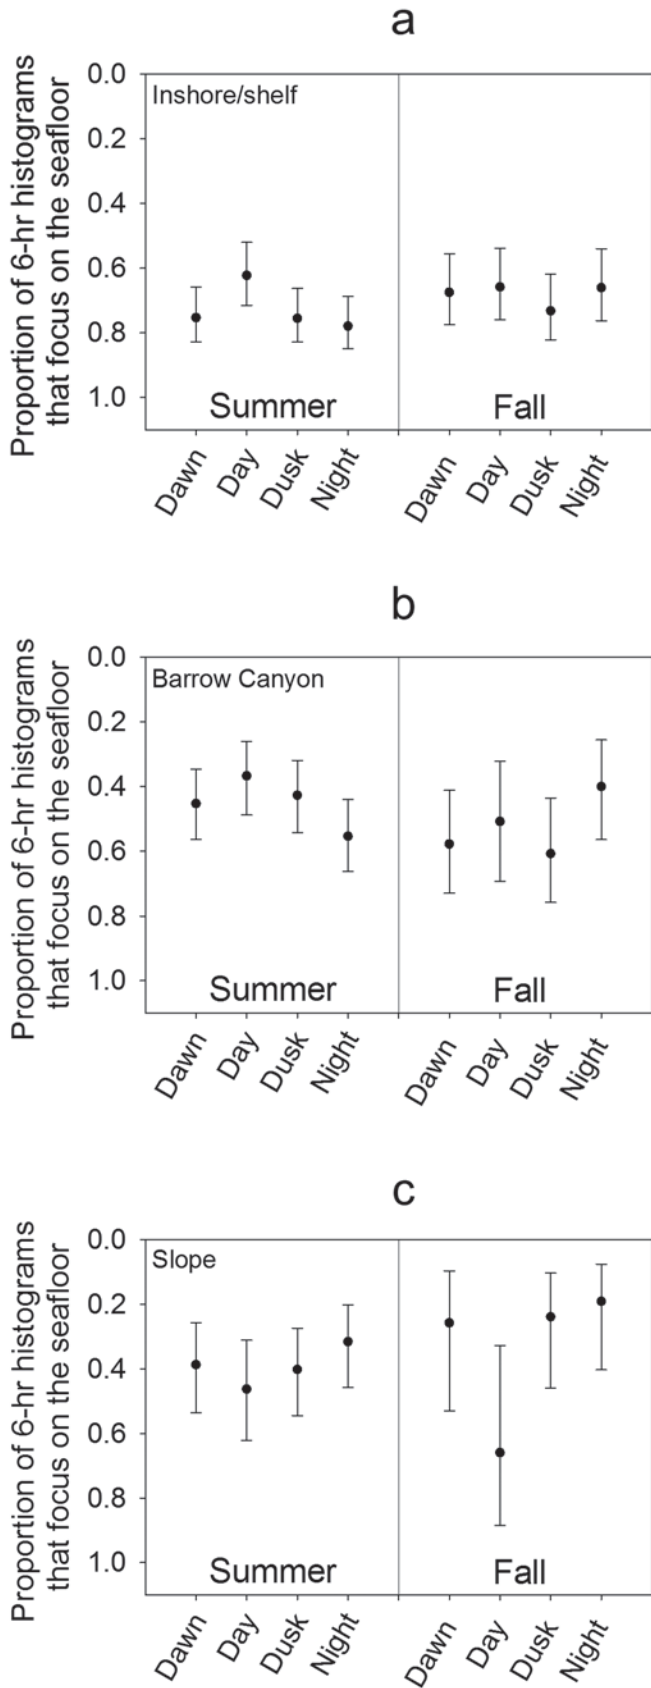 a
Proportion of 6-hr histograms
that focus on the seafloor
0.0
0.2
0.4
0.6
0.8
1.0
Inshore/shelf
Summer
Fall
Dawn
Day
Dusk
Night
Dawn
Day
Dusk
Night
b
Proportion of 6-hr histograms
that focus on the seafloor
0.0
0.2
0.4
0.6
0.8
1.0
Barrow Canyon
Summer
Fall
Dawn
Day
Dusk
Night
Dawn
Day
Dusk
Night
c
Proportion of 6-hr histograms
that focus on the seafloor
0.0
0.2
0.4
0.6
0.8
1.0
Slope
Summer
Fall
Dawn
Day
Dusk
Night
Dawn
Day
Dusk
Night